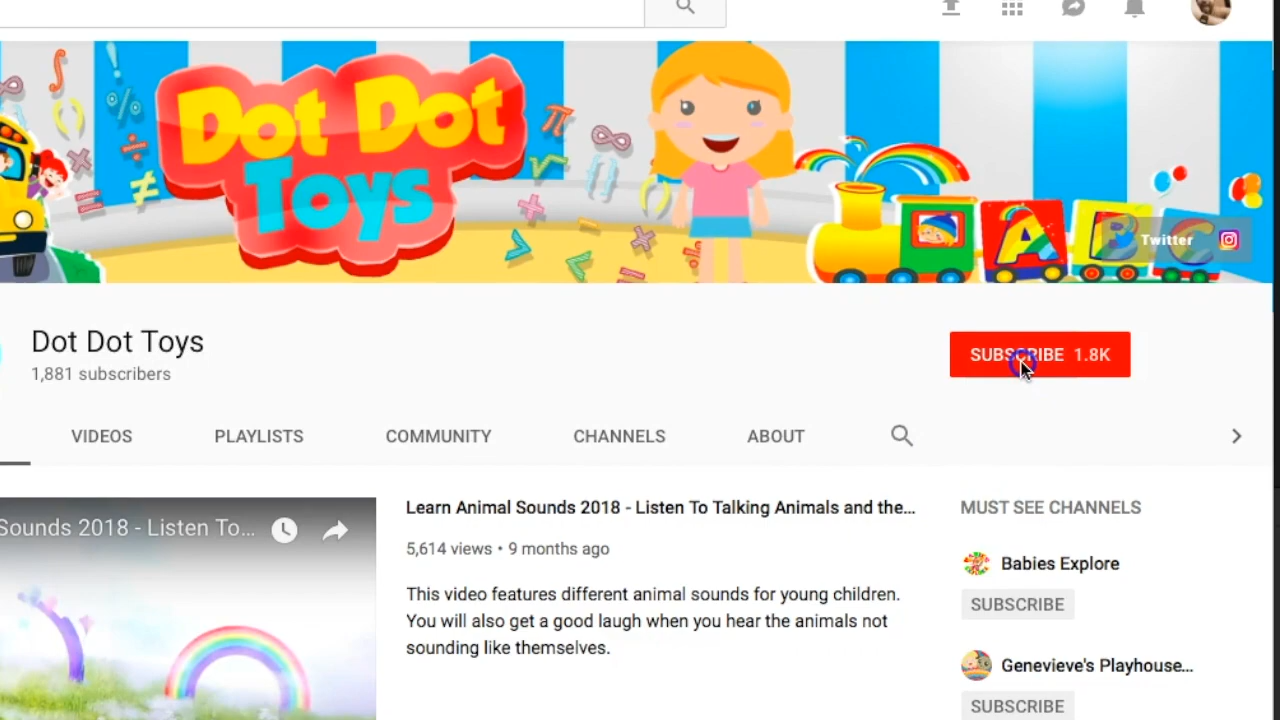 Dot Dot
Toys
A B C
Twitter
Dot Dot Toys
1,881 subscribers
SUBSCRIBE 1.8K
VIDEOS PLAYLISTS COMMUNITY CHANNELS ABOUT
Sounds 2018 - Listen To...
Learn Animal Sounds 2018 - Listen To Talking Animals and the...
5,614 views • 9 months ago
This video features different animal sounds for young children.
You will also get a good laugh when you hear the animals not
sounding like themselves.
MUST SEE CHANNELS
Babies Explore
SUBSCRIBE
Genevieve's Playhouse...
SUBSCRIBE